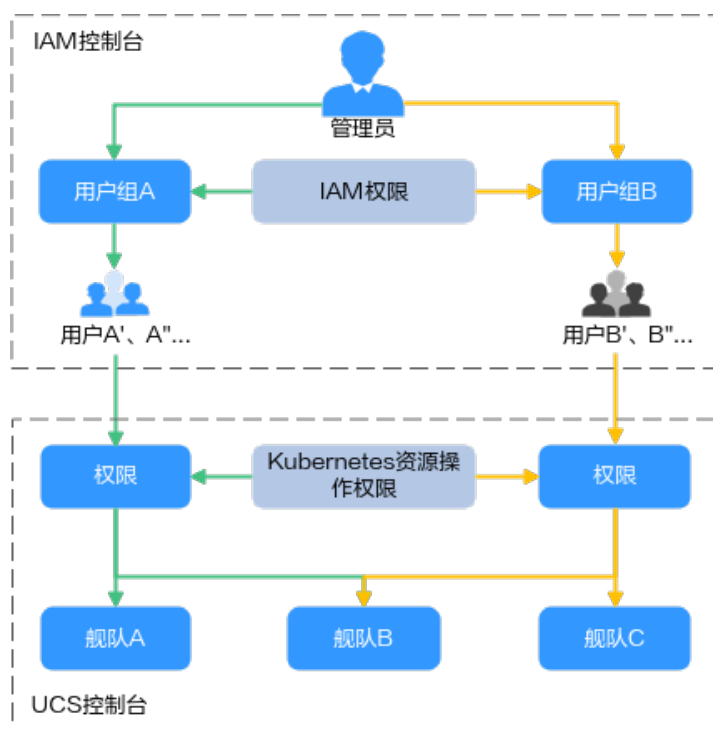 IAM控制台
管理员
用户组A
IAM权限
用户组B
用户A'、A"...
用户B'、B"...
权限
Kubernetes资源操
作权限
权限
舰队A
舰队B
舰队C
UCS控制台